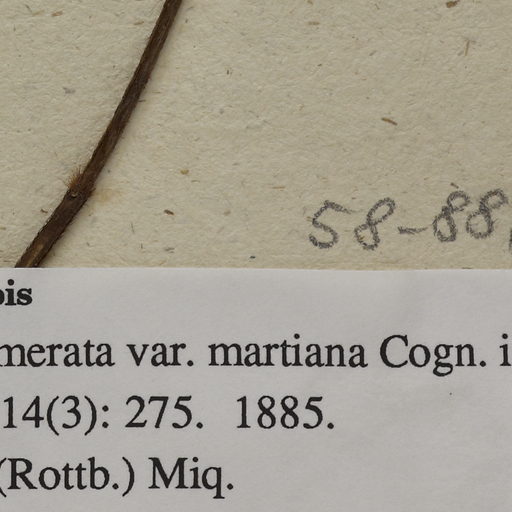 58-88
ois
merata var. martiana Cogn. i
14(3): 275. 1885.
(Rottb.) Miq.